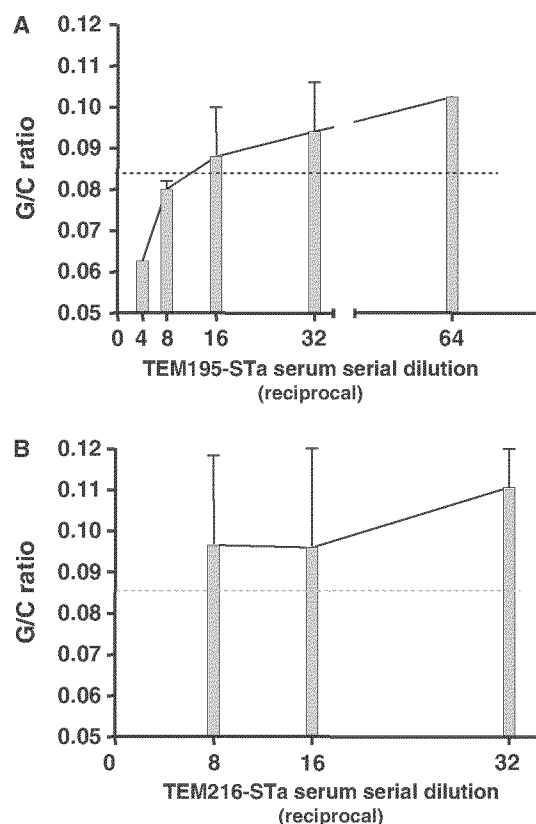 A
0.12
0.11
0.10
0.09
0.08
0.07
0.06
0.05
G/C ratio
0 4 8 16 32 64
TEM195-STa serum serial dilution
(reciprocal)
B
0.12
0.11
0.10
0.09
0.08
0.07
0.06
0.05
G/C ratio
0 8 16 32
TEM216-STa serum serial dilution
(reciprocal)